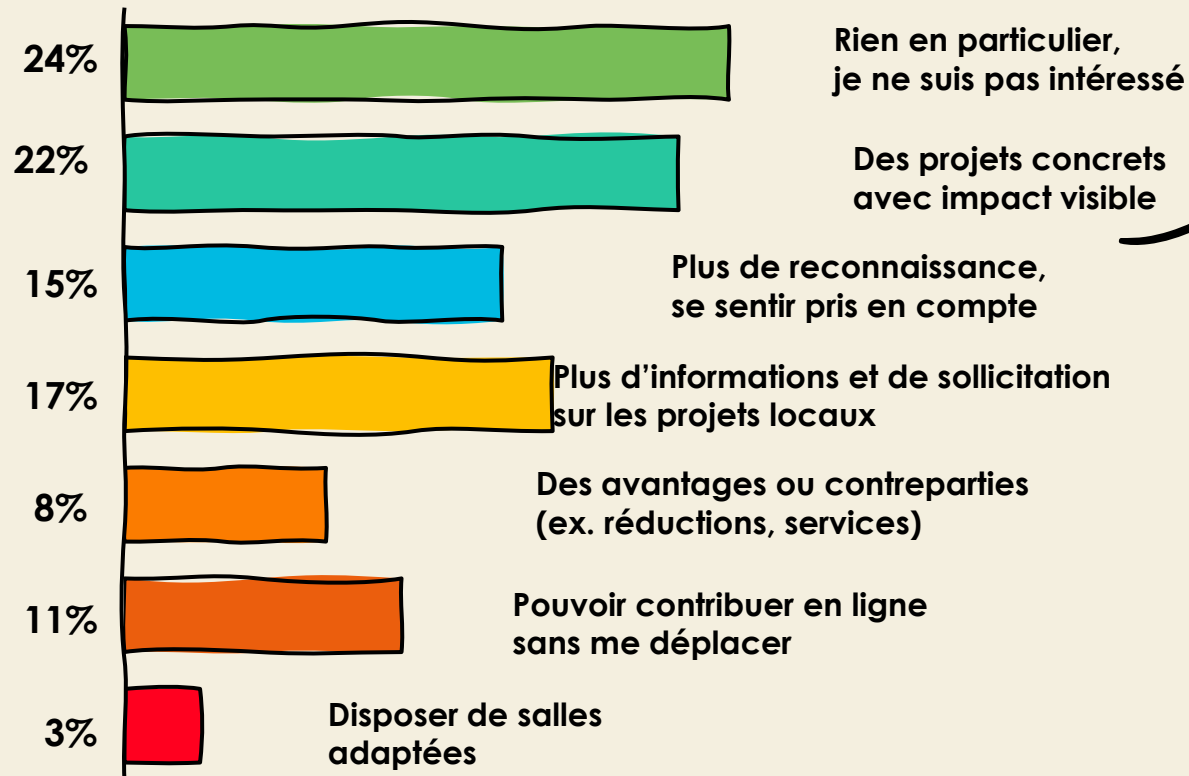 24%
Rien en particulier,
je ne suis pas intéressé
22%
Des projets concrets
avec impact visible
15%
Plus de reconnaissance,
se sentir pris en compte
17%
Plus d’informations et de sollicitation
sur les projets locaux
8%
Des avantages ou contreparties
(ex. réductions, services)
11%
Pouvoir contribuer en ligne
sans me déplacer
3%
Disposer de salles
adaptées